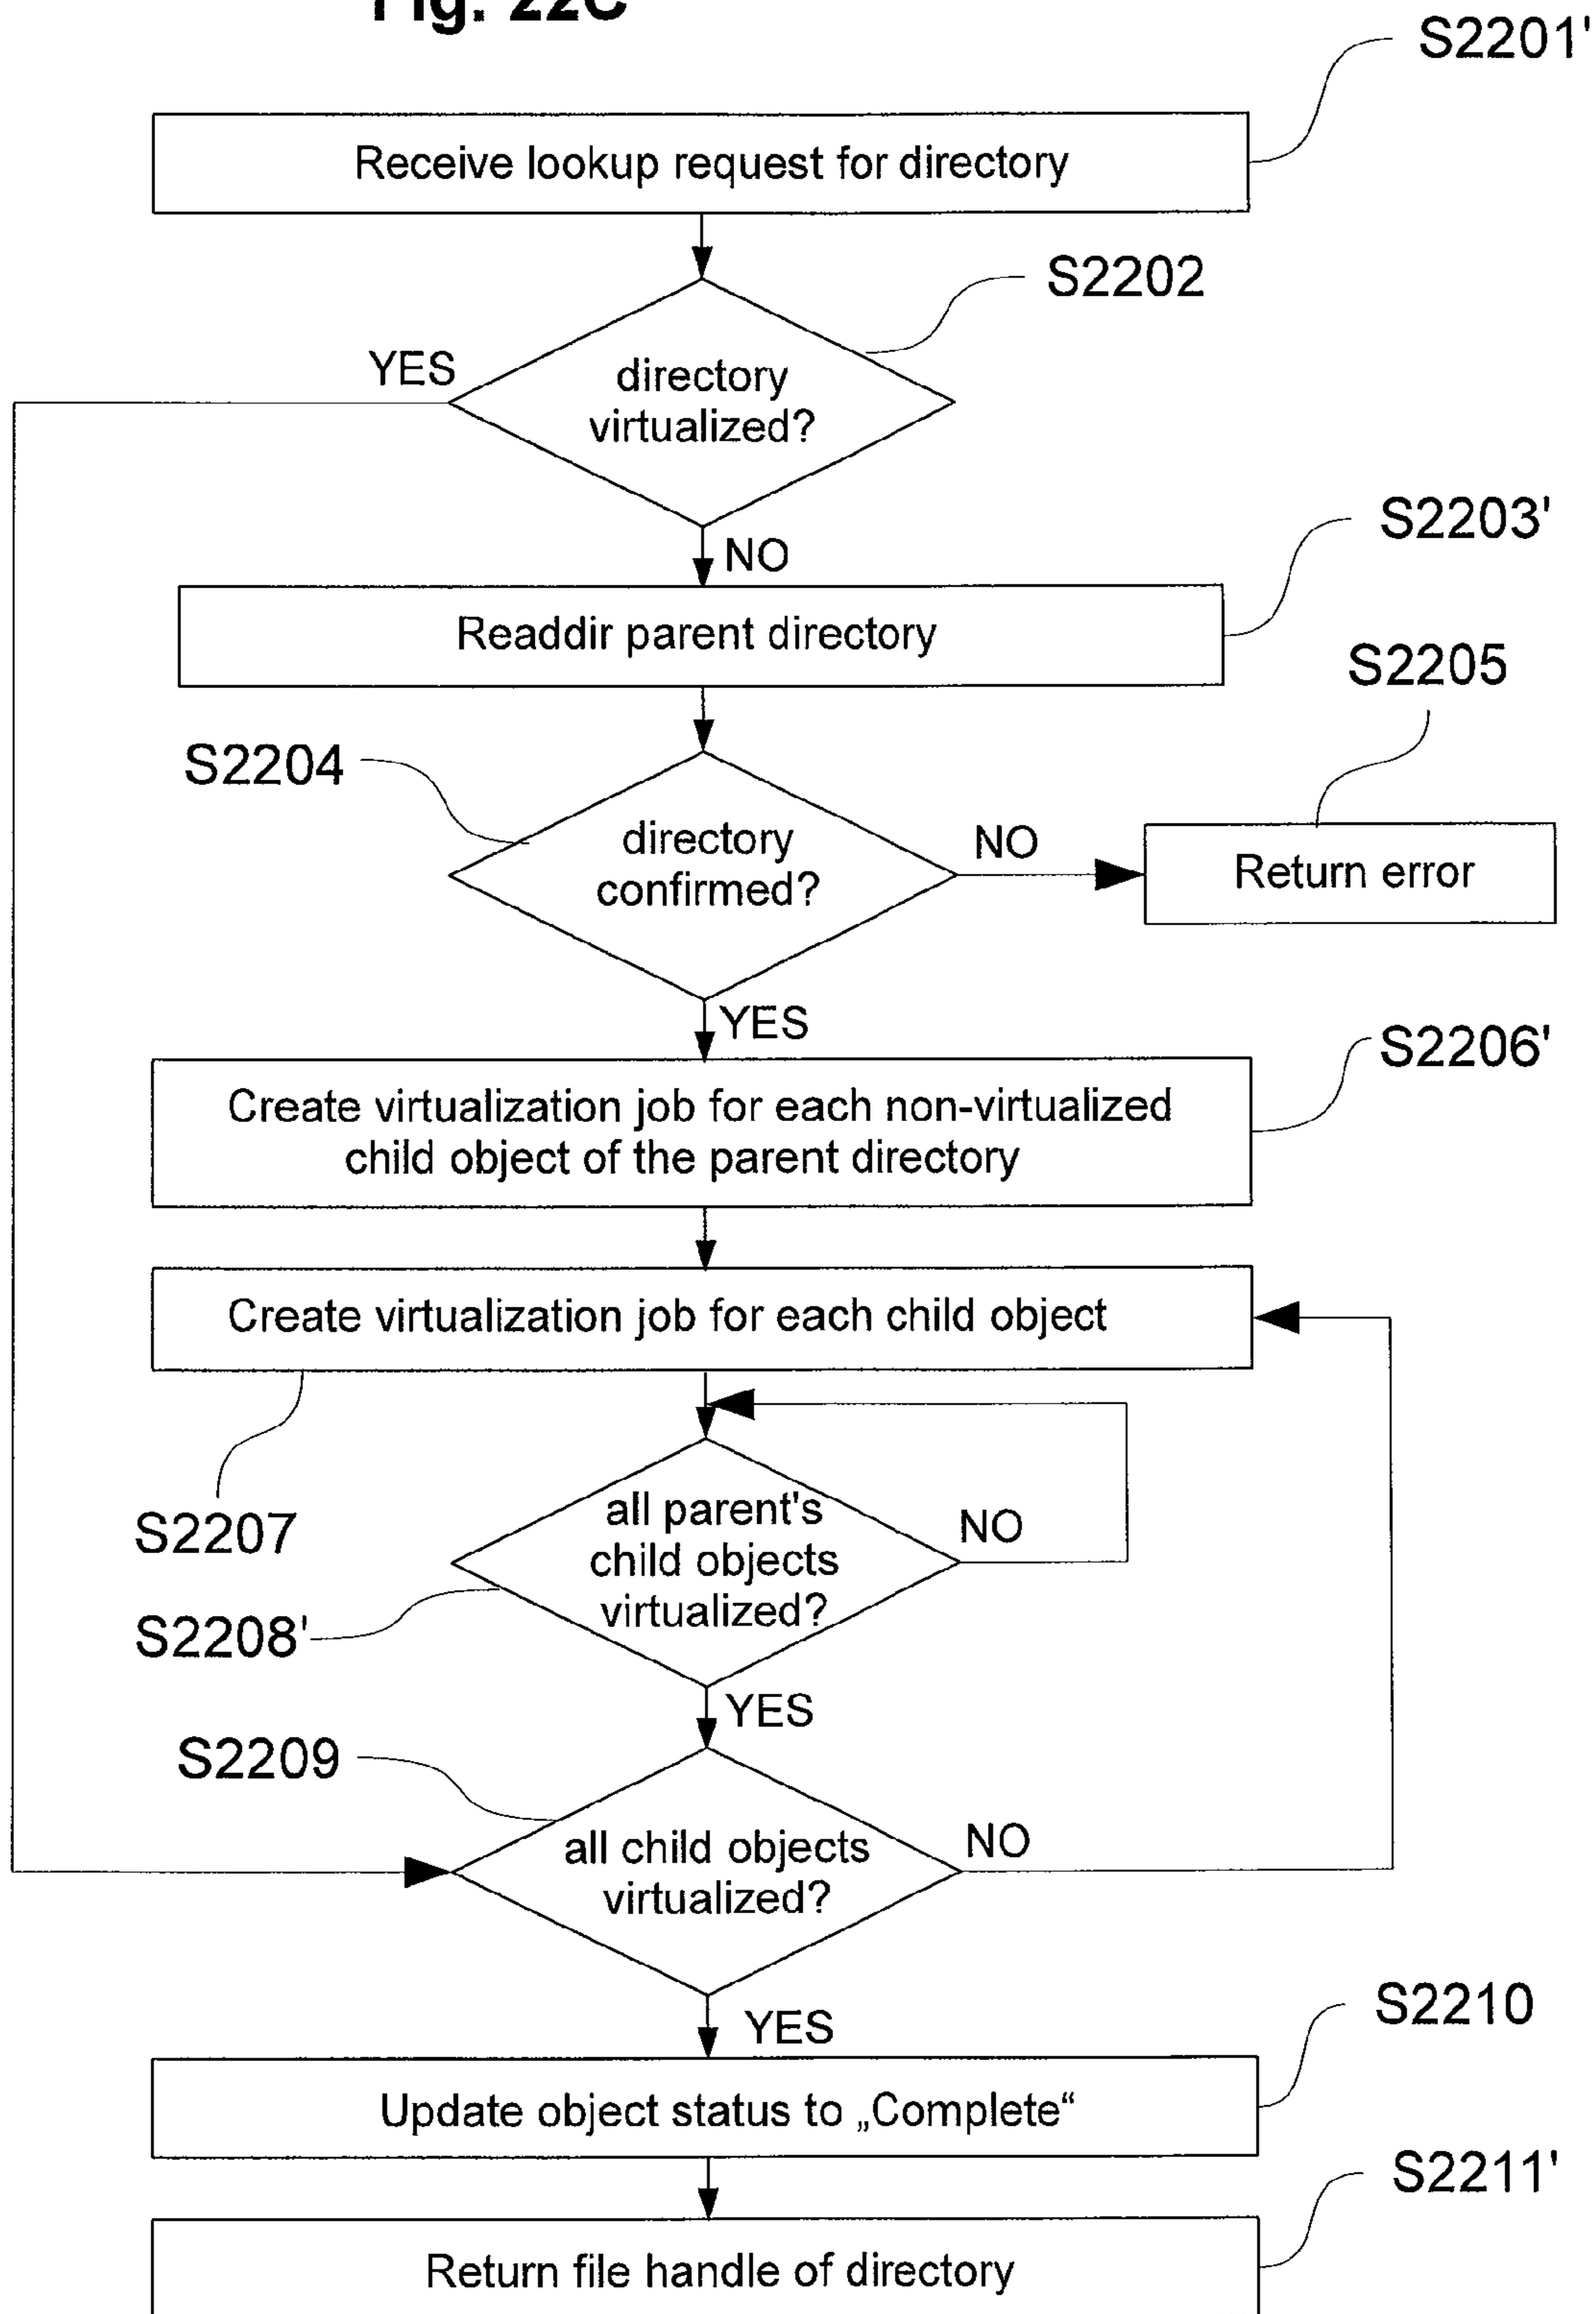 Fig. 22C
S2201'
Receive lookup request for directory
S2202
YES
directory
virtualized?
NO
S2203'
Readdir parent directory
S2205
S2204
directory
confirmed?
NO
Return error
YES
S2206'
Create virtualization job for each non-virtualized
child object of the parent directory
Create virtualization job for each child object
S2207
all parent's
child objects
virtualized?
NO
S2208'
YES
S2209
all child objects
virtualized?
NO
YES
S2210
Update object status to „Complete“
S2211'
Return file handle of directory